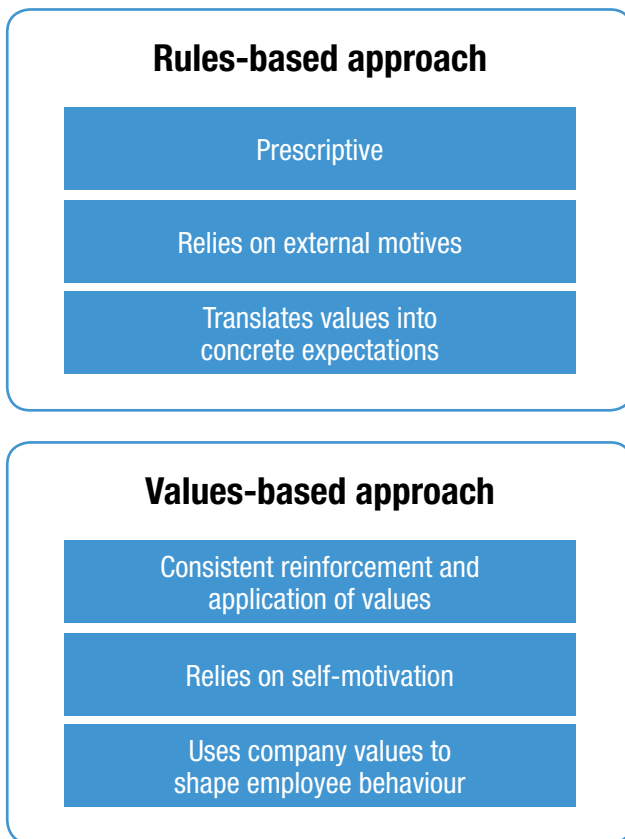 Rules-based approach
Prescriptive
Relies on external motives
Translates values into
concrete expectations
Values-based approach
Consistent reinforcement and
application of values
Relies on self-motivation
Uses company values to
shape employee behaviour